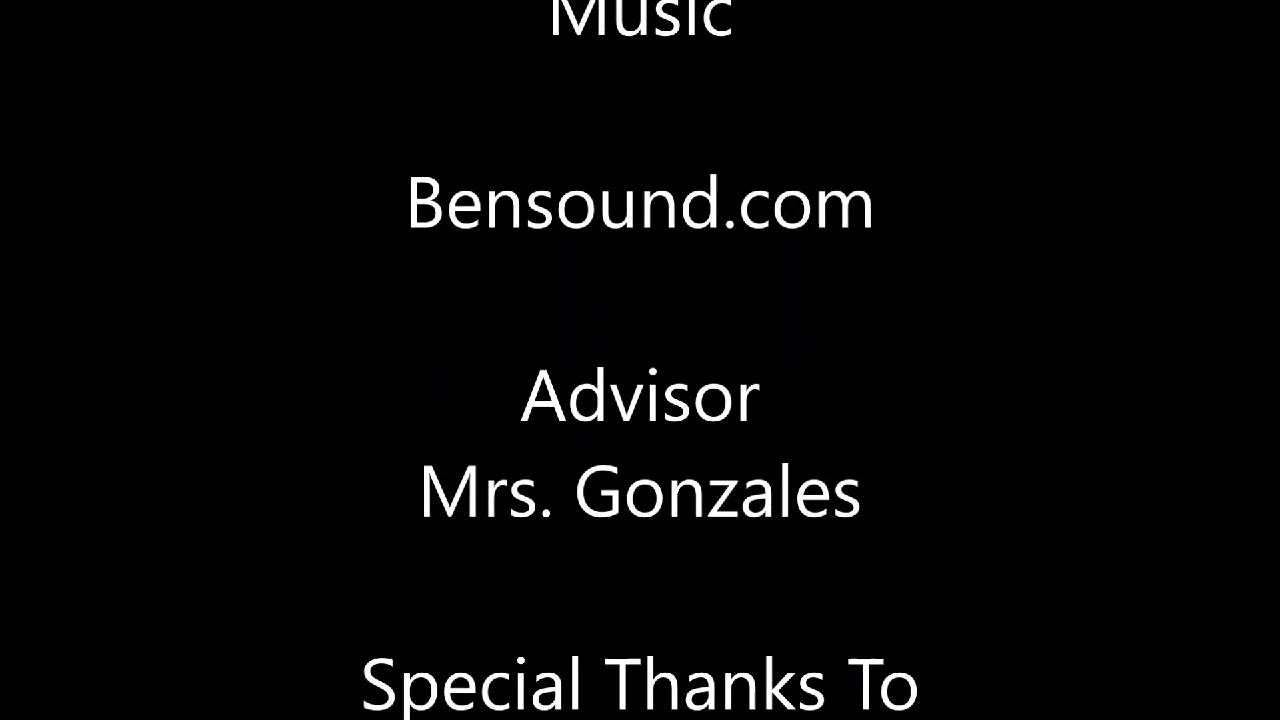 Music
Bensound.com
Advisor
Mrs. Gonzales
Special Thanks To